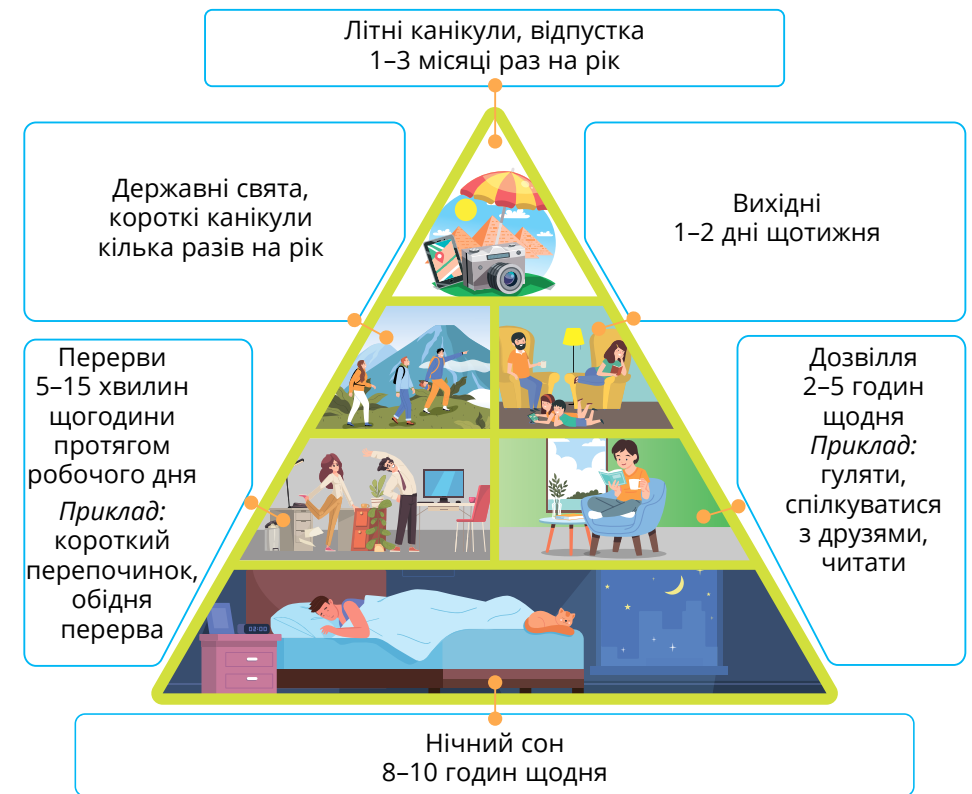 Літні канікули, відпустка
1–3 місяці раз на рік
Державні свята,
короткі канікули
кілька разів на рік
Вихідні
1–2 дні щотижня
Перерви
5–15 хвилин
щогодини
протягом
робочого дня
Приклад:
короткий
перепочинок,
обідня
перерва
Дозвілля
2–5 годин
щодня
Приклад:
гуляти,
спілкуватися
з друзями,
читати
02:00
Нічний сон
8–10 годин щодня